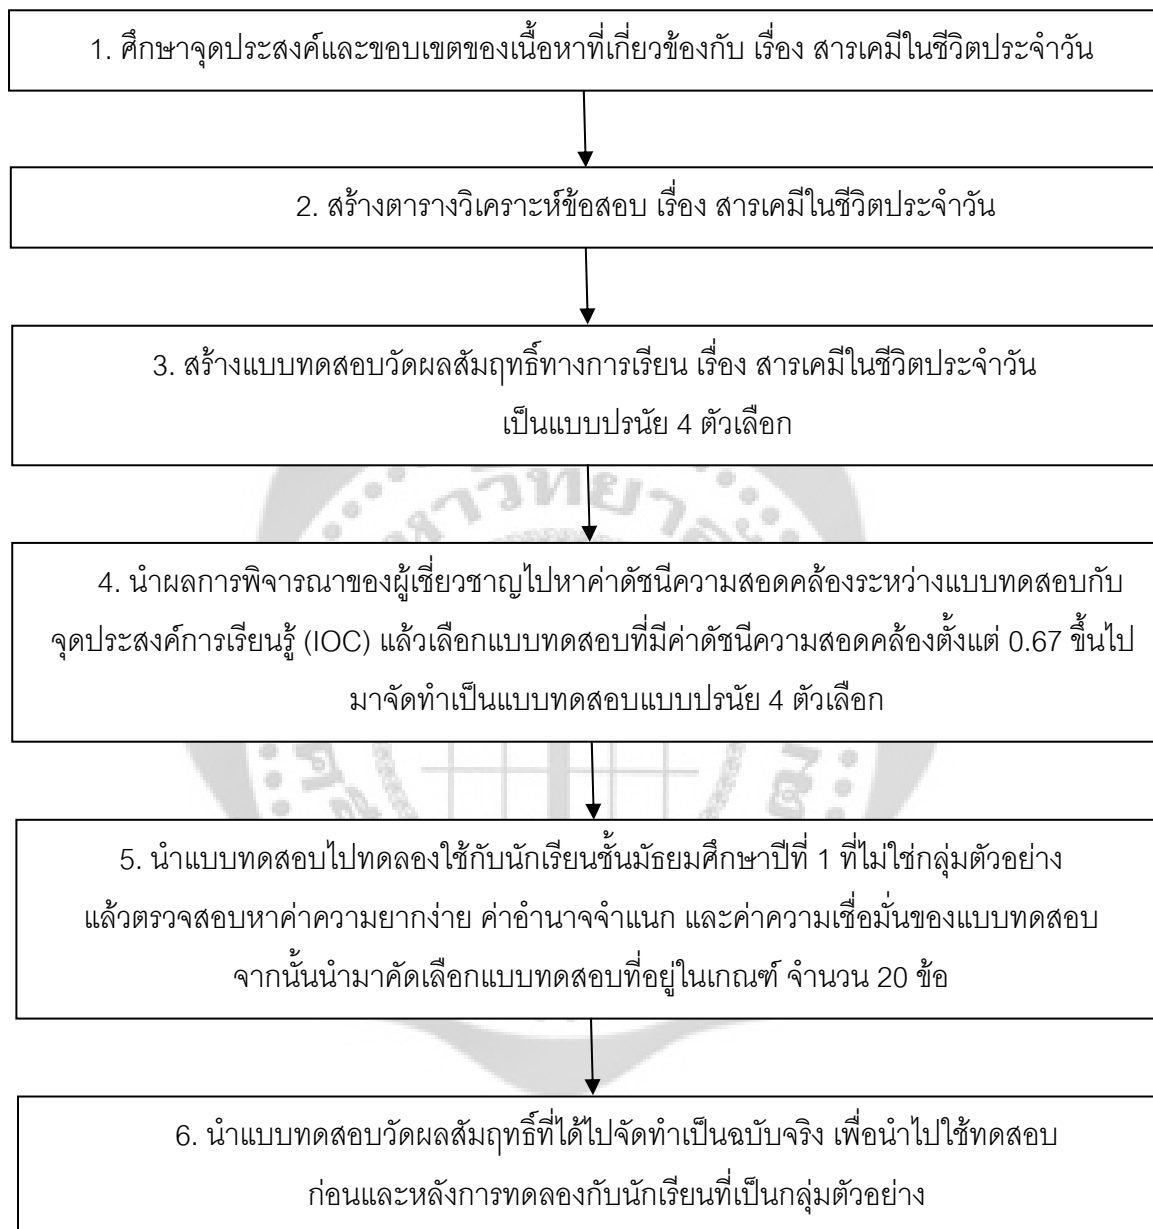 1. ศึกษาจุดประสงค์และขอบเขตของเนื้อหาที่เกี่ยวข้องกับ เรื่อง สารเคมีในชีวิตประจำวัน
2. สร้างตารางวิเคราะห์ข้อสอบ เรื่อง สารเคมีในชีวิตประจำวัน
3. สร้างแบบทดสอบวัดผลสัมฤทธิ์ทางการเรียน เรื่อง สารเคมีในชีวิตประจำวัน
เป็นแบบปรนัย 4 ตัวเลือก
4. นำผลการพิจารณาของผู้เชี่ยวชาญไปหาค่าดัชนีความสอดคล้องระหว่างแบบทดสอบกับ
จุดประสงค์การเรียนรู้ (IOC) แล้วเลือกแบบทดสอบที่มีค่าดัชนีความสอดคล้องตั้งแต่ 0.67 ขึ้นไป
มาจัดทำเป็นแบบทดสอบแบบปรนัย 4 ตัวเลือก
5. นำแบบทดสอบไปทดลองใช้กับนักเรียนชั้นมัธยมศึกษาปีที่ 1 ที่ไม่ใช่กลุ่มตัวอย่าง
แล้วตรวจสอบหาค่าความยากง่าย ค่าอำนาจจำแนก และค่าความเชื่อมั่นของแบบทดสอบ
จากนั้นนำมาคัดเลือกแบบทดสอบที่อยู่ในเกณฑ์ จำนวน 20 ข้อ
6. นำแบบทดสอบวัดผลสัมฤทธิ์ที่ได้ไปจัดทำเป็นฉบับจริง เพื่อนำไปใช้ทดสอบ
ก่อนและหลังการทดลองกับนักเรียนที่เป็นกลุ่มตัวอย่าง